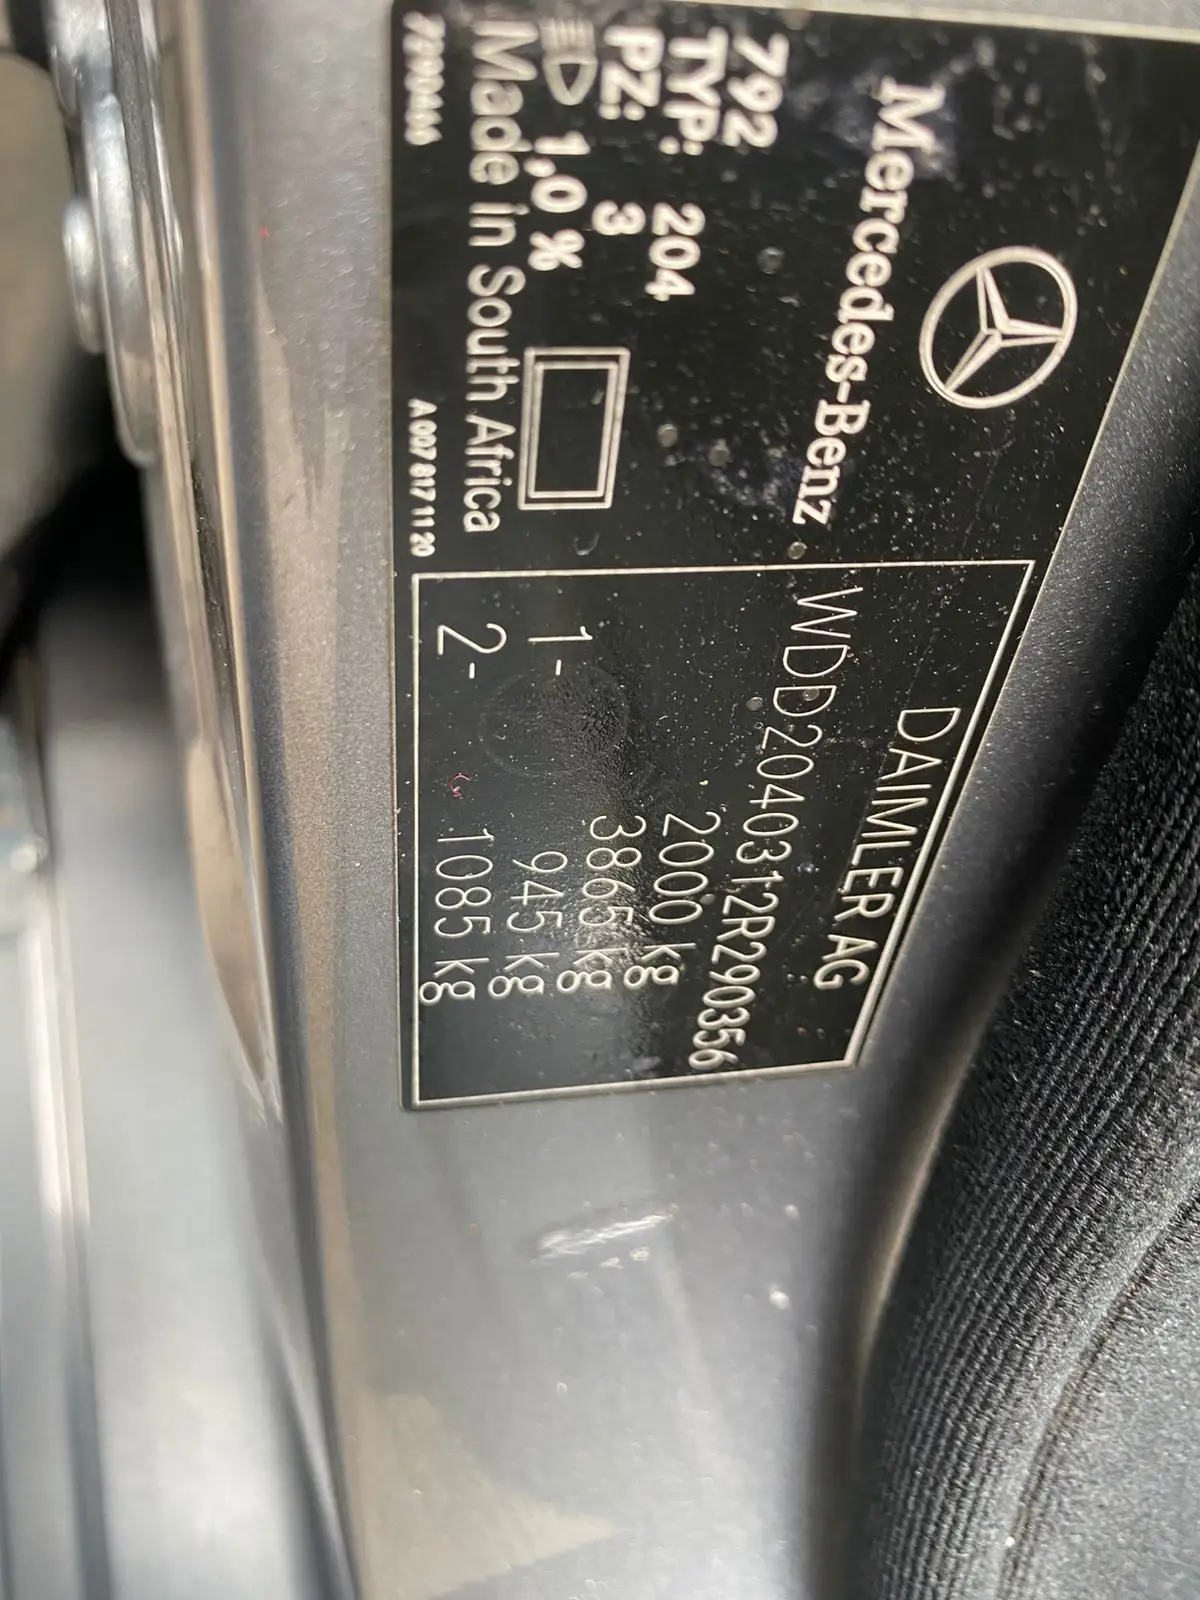 Mercedes-Benz
792
TYP: 204
PZ: 3
1,0 %
Made in South Africa
A 007 817 11 20
DAIMLER AG
WDD2040312R290356
2000 kg
3865 kg
1- 945 kg
2- 1085 kg